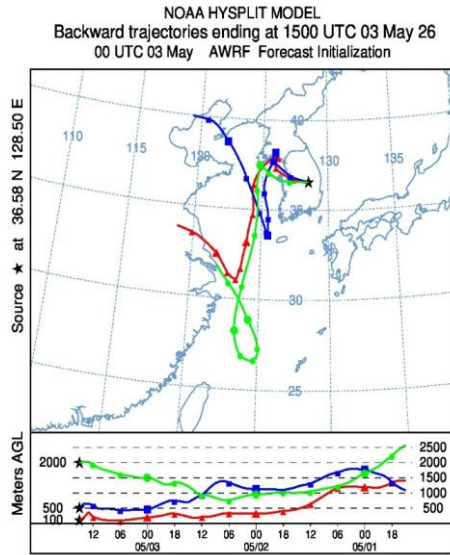 NOAA HYSPLIT MODEL
Backward trajectories ending at 1500 UTC 03 May 26
00 UTC 03 May AWRF Forecast Initialization
Source ★ at 36.58 N 128.50 E
110
115
120
125
130
135
40
35
30
25
Meters AGL
2000
500
100
2500
2000
1500
1000
500
12 06 00 18 12 06 00 18 12 06 00 18
05/03 05/02 05/01